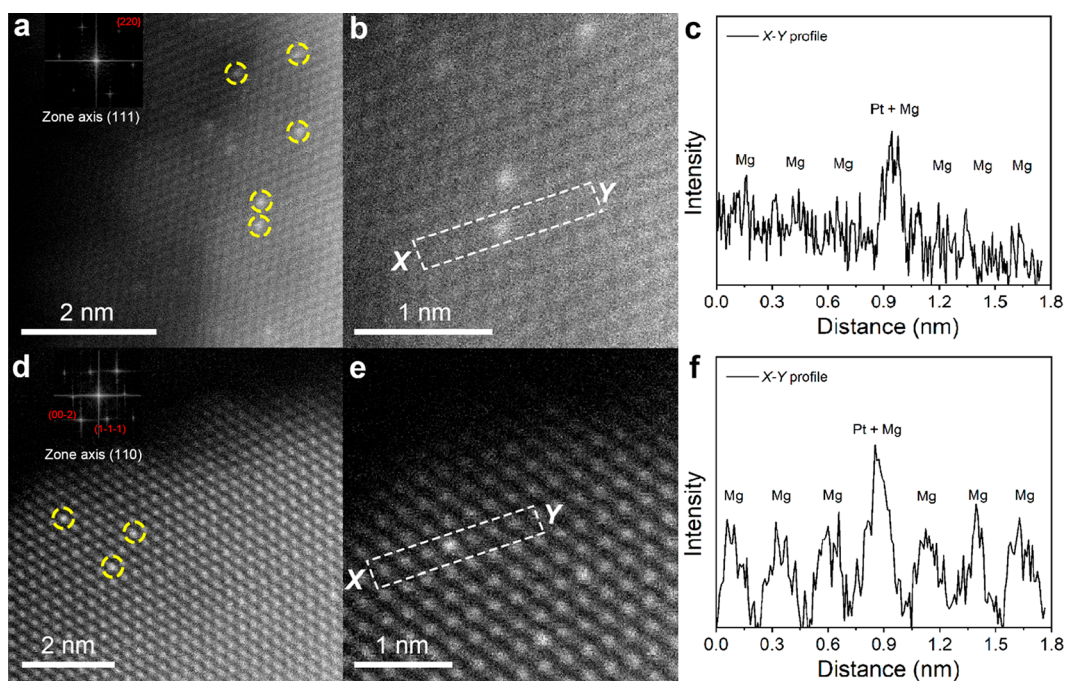 a
(220)
Zone axis (111)
2 nm
b
X
Y
1 nm
c
X-Y profile
Pt + Mg
Mg Mg Mg Mg Mg Mg
Intensity
0.0 0.3 0.6 0.9 1.2 1.5 1.8
Distance (nm)
d
(00-2)
(1-1-1)
Zone axis (110)
2 nm
e
X
Y
1 nm
f
X-Y profile
Pt + Mg
Mg Mg Mg Mg Mg Mg
Intensity
0.0 0.3 0.6 0.9 1.2 1.5 1.8
Distance (nm)